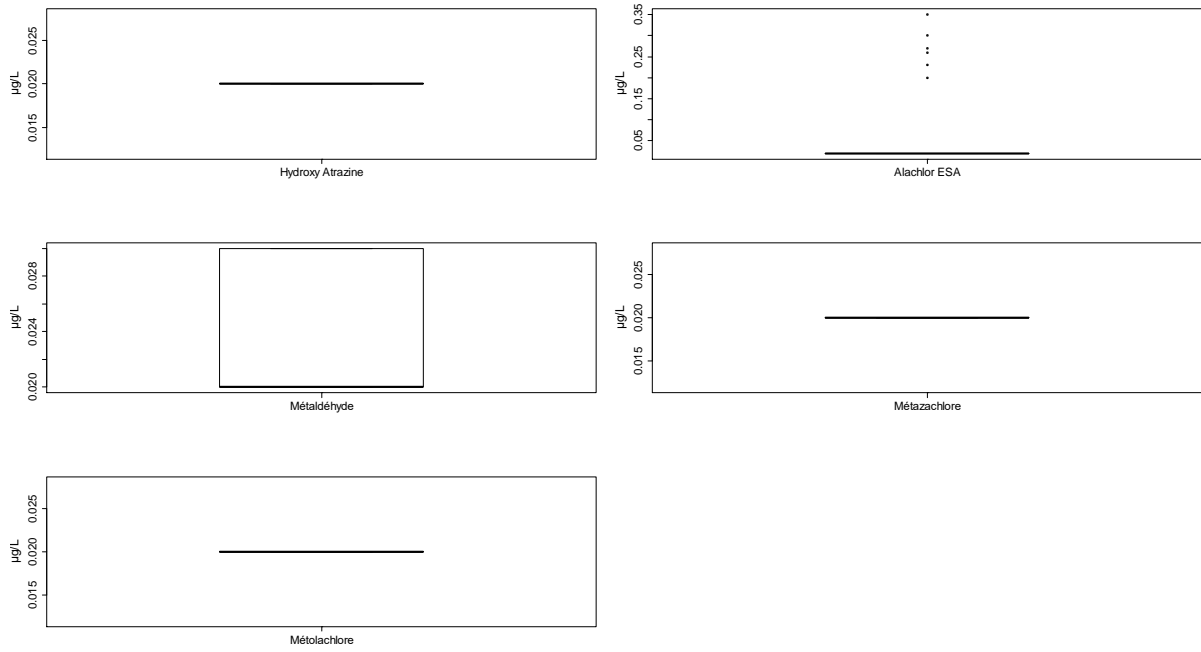 µg/L
0.015 0.020 0.025
Hydroxy Atrazine
µg/L
0.05 0.15 0.25 0.35
Alachlor ESA
µg/L
0.020 0.024 0.028
Métaldéhyde
µg/L
0.015 0.020 0.025
Métazachlore
µg/L
0.015 0.020 0.025
Métolachlore